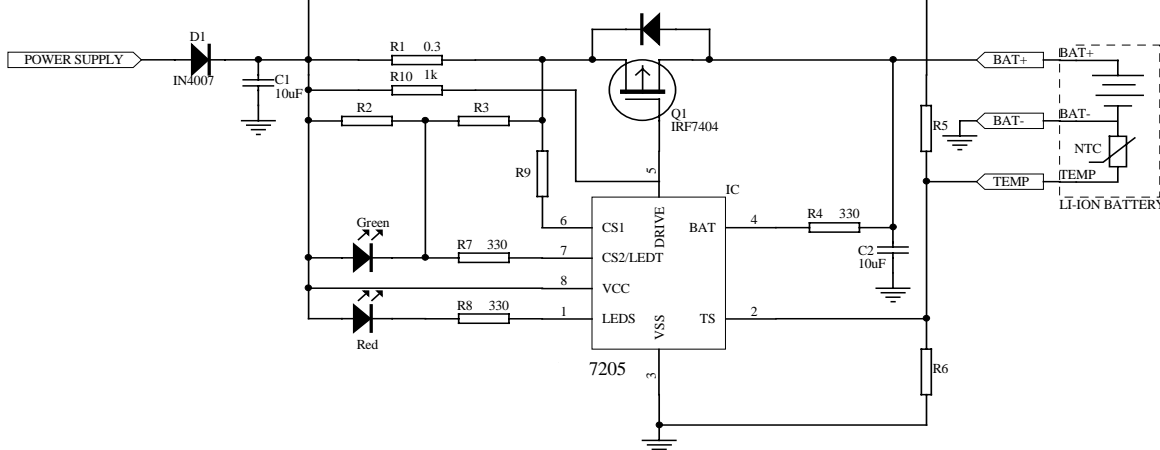 D1
POWER SUPPLY
IN4007
C1
10uF
R1 0.3
R10 1k
R2
R3
R9
Q1
IRF7404
BAT+
BAT+
BAT-
BAT-
R5
NTC
TEMP
TEMP
LI-ION BATTERY
IC
5
DRIVE
6
CS1
BAT
4
R4 330
C2
10uF
Green
R7 330
7
CS2/LEDT
8
VCC
R8 330
1
LEDS
Red
VSS
TS
2
7205
3
R6